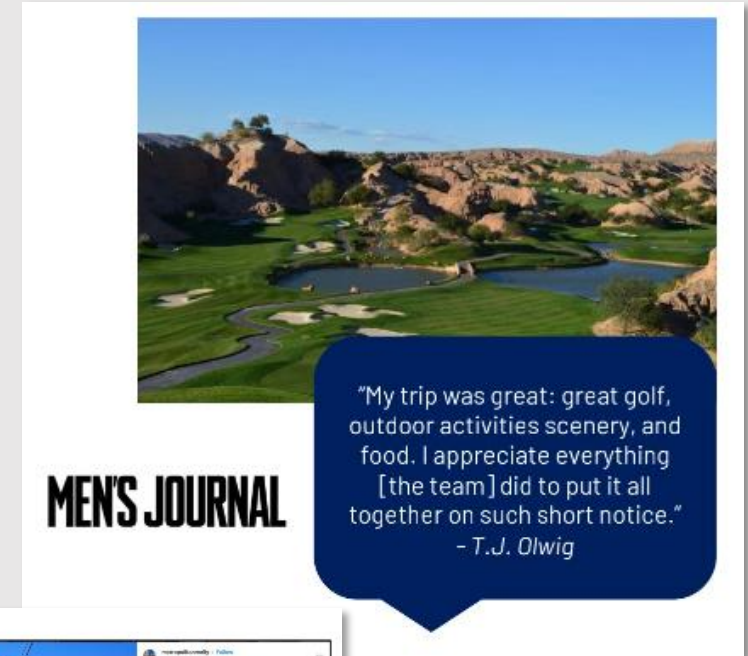 "My trip was great: great golf,
outdoor activities scenery, and
food. I appreciate everything
[the team] did to put it all
together on such short notice."
- T.J. Olwig
MEN'S JOURNAL
Follow